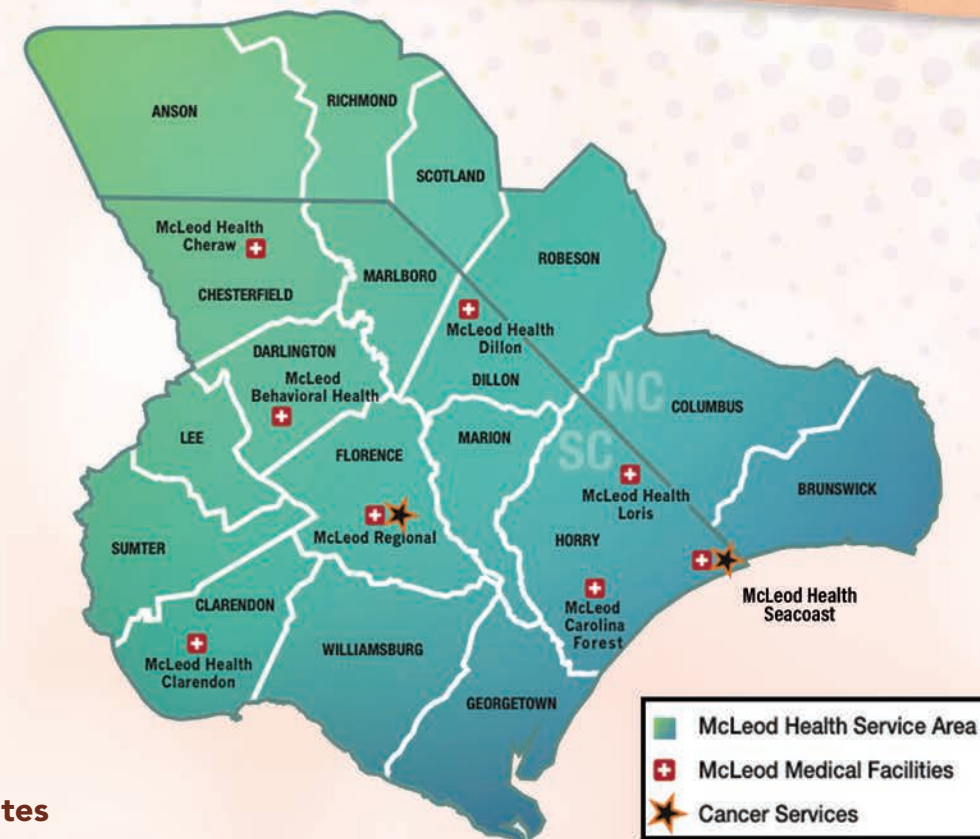 ANSON
RICHMOND
SCOTLAND
McLeod Health
Cheraw
CHESTERFIELD
MARLBORO
ROBESON
McLeod Health
Dillon
DILLON
DARLINGTON
McLeod
Behavioral Health
LEE
FLORENCE
MARION
NC
SC
COLUMBUS
BRUNSWICK
McLeod Health
Loris
McLeod Regional
HORRY
SUMTER
McLeod Health
Seacoast
McLeod
Carolina
Forest
CLARENDON
McLeod Health
Clarendon
WILLIAMSBURG
GEORGETOWN
McLeod Health Service Area
McLeod Medical Facilities
Cancer Services
tes